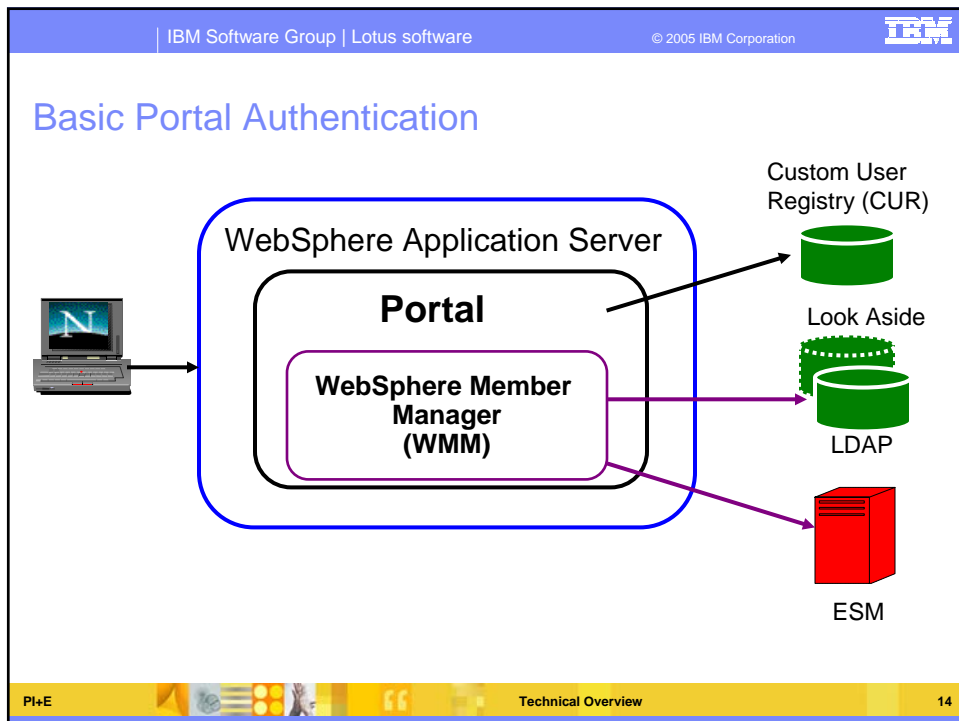 IBM Software Group | Lotus software
© 2005 IBM Corporation
IBM
Basic Portal Authentication
Custom User
Registry (CUR)
WebSphere Application Server
Portal
Look Aside
N
WebSphere Member
Manager
(WMM)
LDAP
ESM
PI+E
Technical Overview
14